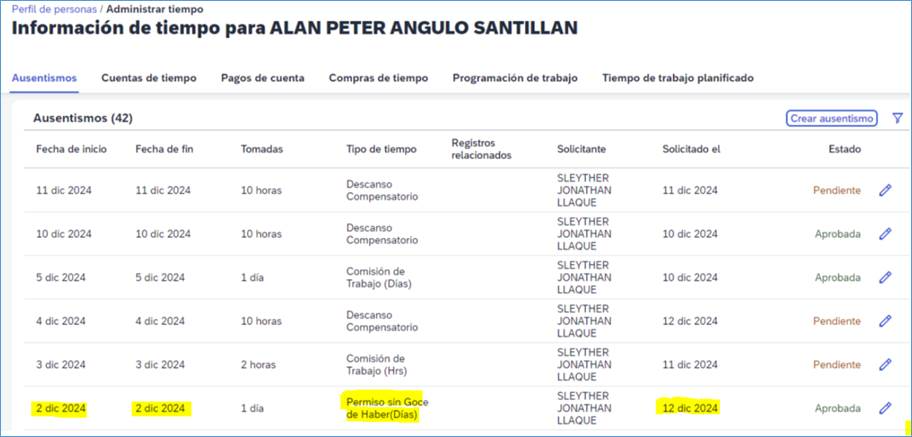 Perfil de personas / Administrar tiempo
Información de tiempo para ALAN PETER ANGULO SANTILLAN
Ausentismos Cuentas de tiempo Pagos de cuenta Compras de tiempo Programación de trabajo Tiempo de trabajo planificado
Ausentismos (42) Crear ausentismo
Fecha de inicio Fecha de fin Tomadas Tipo de tiempo Registros relacionados Solicitante Solicitado el Estado
11 dic 2024 11 dic 2024 10 horas Descanso Compensatorio SLEYTHER JONATHAN LLAQUE 11 dic 2024 Pendiente
10 dic 2024 10 dic 2024 10 horas Descanso Compensatorio SLEYTHER JONATHAN LLAQUE 10 dic 2024 Aprobada
5 dic 2024 5 dic 2024 1 día Comisión de Trabajo (Días) SLEYTHER JONATHAN LLAQUE 10 dic 2024 Aprobada
4 dic 2024 4 dic 2024 10 horas Descanso Compensatorio SLEYTHER JONATHAN LLAQUE 12 dic 2024 Pendiente
3 dic 2024 3 dic 2024 2 horas Comisión de Trabajo (Hrs) SLEYTHER JONATHAN LLAQUE 11 dic 2024 Pendiente
2 dic 2024 2 dic 2024 1 día Permiso sin Goce de Haber(Días) SLEYTHER JONATHAN LLAQUE 12 dic 2024 Aprobada